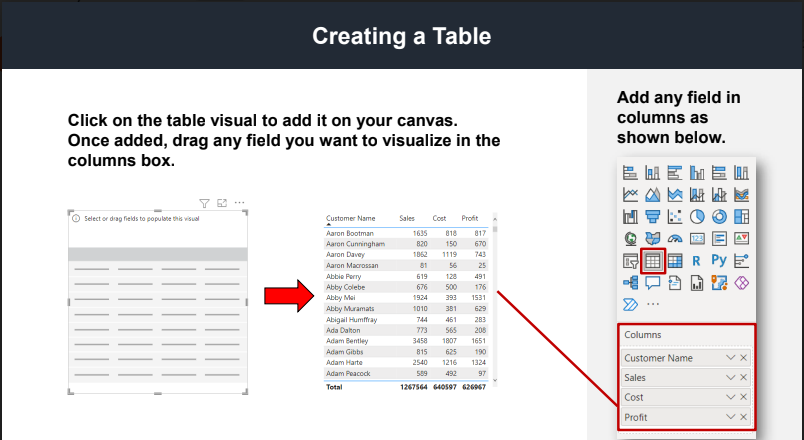 Creating a Table
Click on the table visual to add it on your canvas.
Once added, drag any field you want to visualize in the
columns box.
Add any field in
columns as
shown below.
Select or drag fields to populate this visual
Customer Name Sales Cost Profit
Aaron Bootman 1635 818 817
Aaron Cunningham 820 150 670
Aaron Davey 1862 1119 743
Aaron Macrossan 81 56 25
Abbie Perry 619 128 491
Abby Colebe 676 500 176
Abby Mei 1924 393 1531
Abby Muramats 1010 381 629
Abigail Humffray 744 461 283
Ada Dalton 773 565 208
Adam Bentley 3458 1807 1651
Adam Gibbs 815 625 190
Adam Harte 2540 1216 1324
Adam Peacock 589 492 97
Total 1267564 640597 626967
123
R Py
Columns
Customer Name
Sales
Cost
Profit